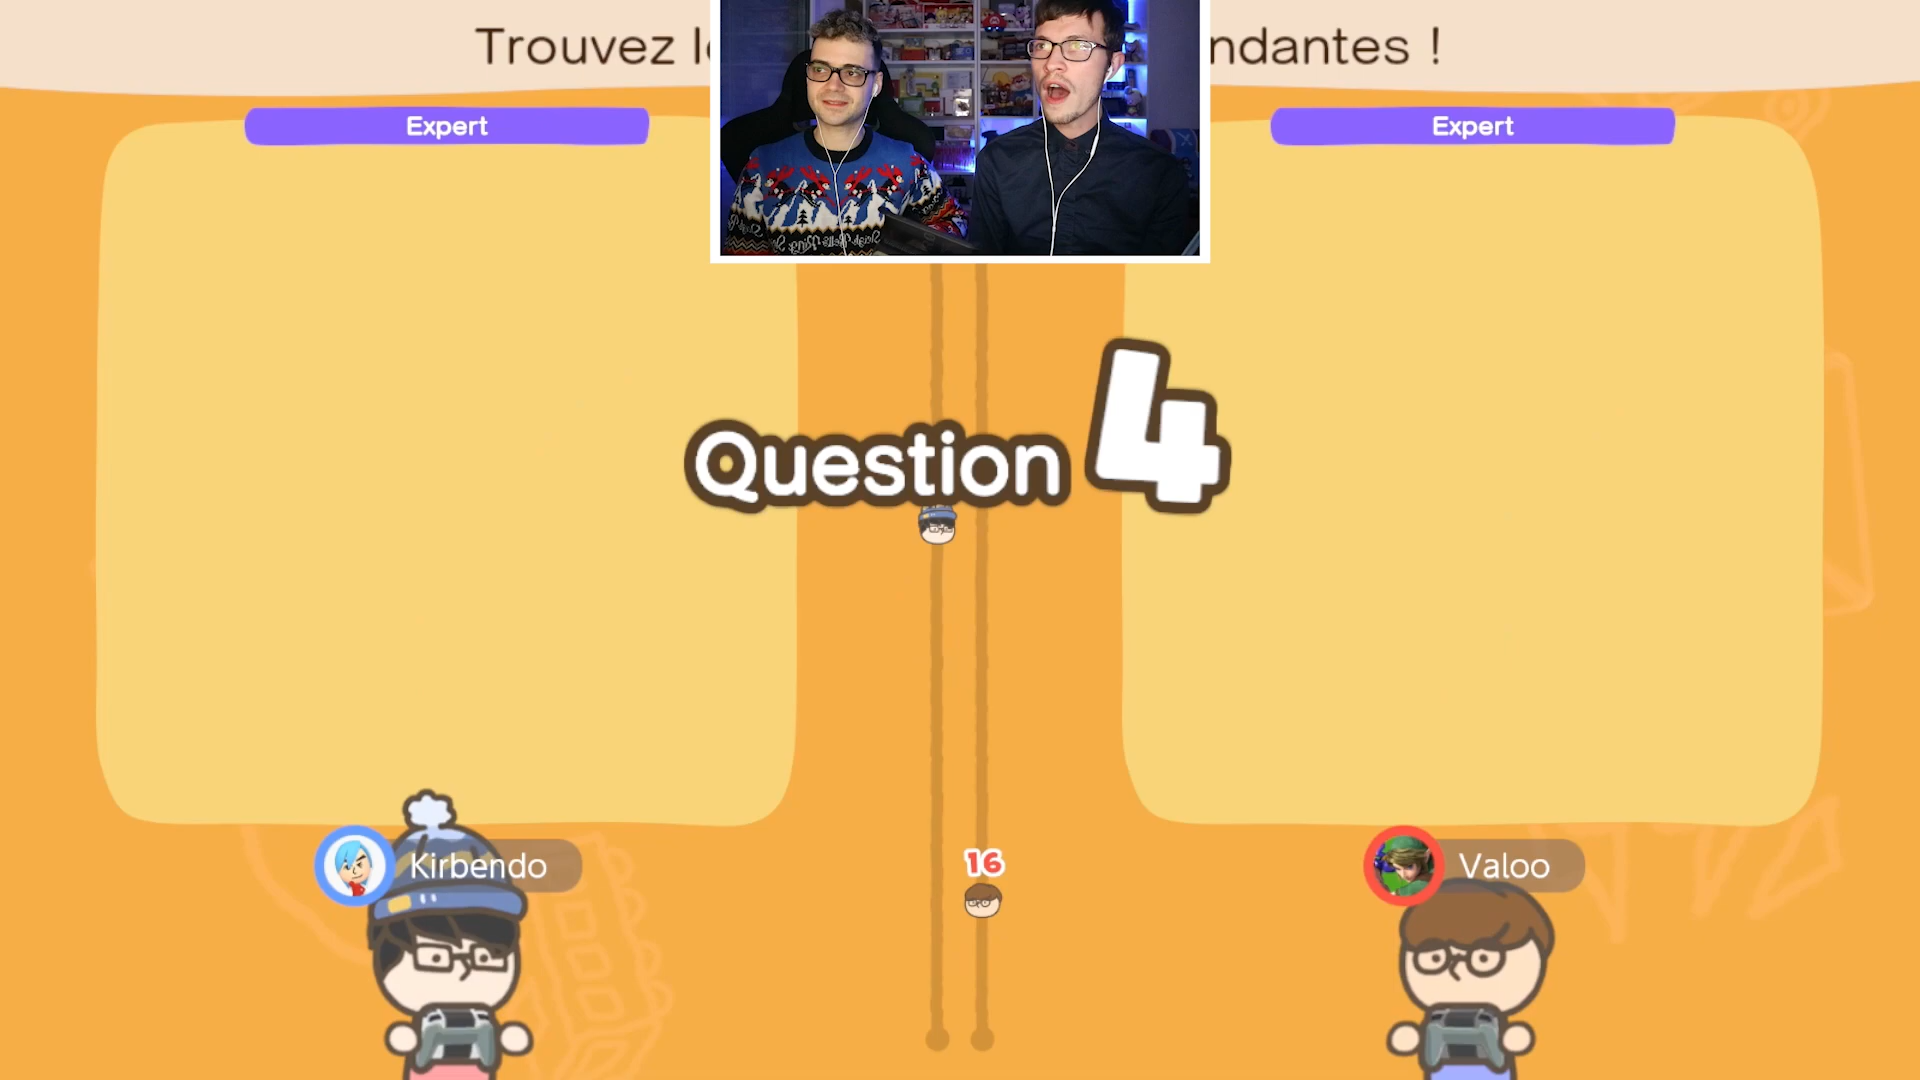 Trouvez l
ndantes !
Expert
Expert
Question 4
16
Kirbendo
Valoo